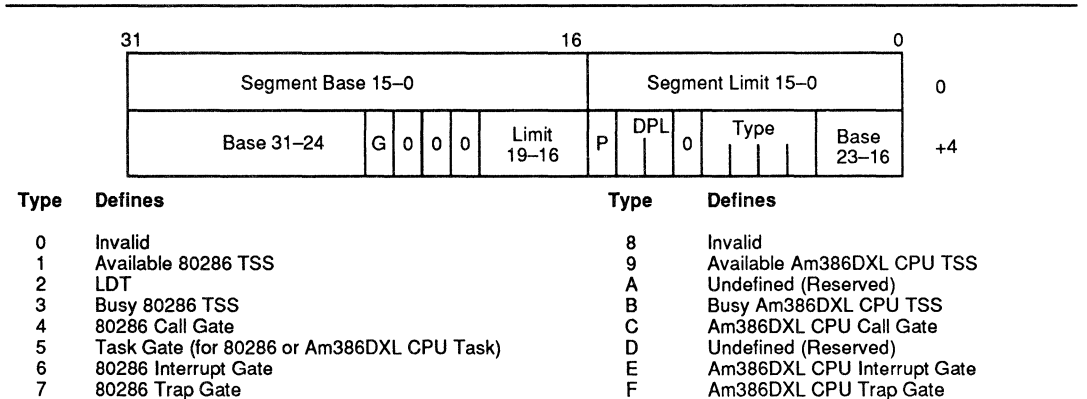 31 16 0
Segment Base 15–0 Segment Limit 15–0 0
Base 31–24 G 0 0 0 Limit 19–16 P DPL 0 Type Base 23–16 +4
Type Defines Type Defines
0 Invalid 8 Invalid
1 Available 80286 TSS 9 Available Am386DXL CPU TSS
2 LDT A Undefined (Reserved)
3 Busy 80286 TSS B Busy Am386DXL CPU TSS
4 80286 Call Gate C Am386DXL CPU Call Gate
5 Task Gate (for 80286 or Am386DXL CPU Task) D Undefined (Reserved)
6 80286 Interrupt Gate E Am386DXL CPU Interrupt Gate
7 80286 Trap Gate F Am386DXL CPU Trap Gate